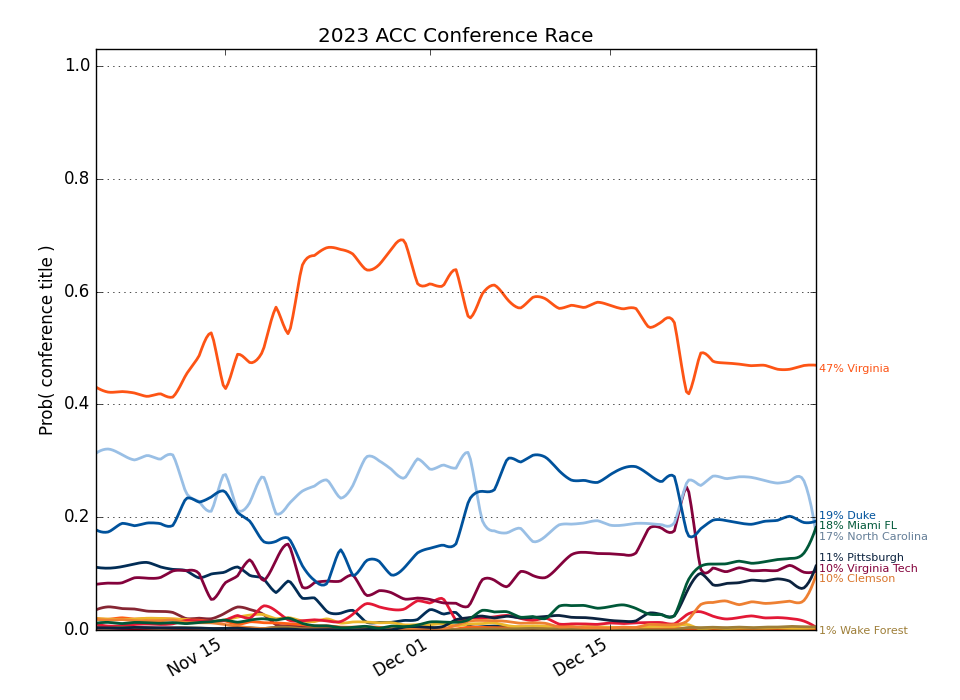 2023 ACC Conference Race
1.0
0.8
0.6
0.4
0.2
0.0
Prob( conference title )
Nov 15
Dec 01
Dec 15
47% Virginia
19% Duke
18% Miami FL
17% North Carolina
11% Pittsburgh
10% Virginia Tech
10% Clemson
1% Wake Forest